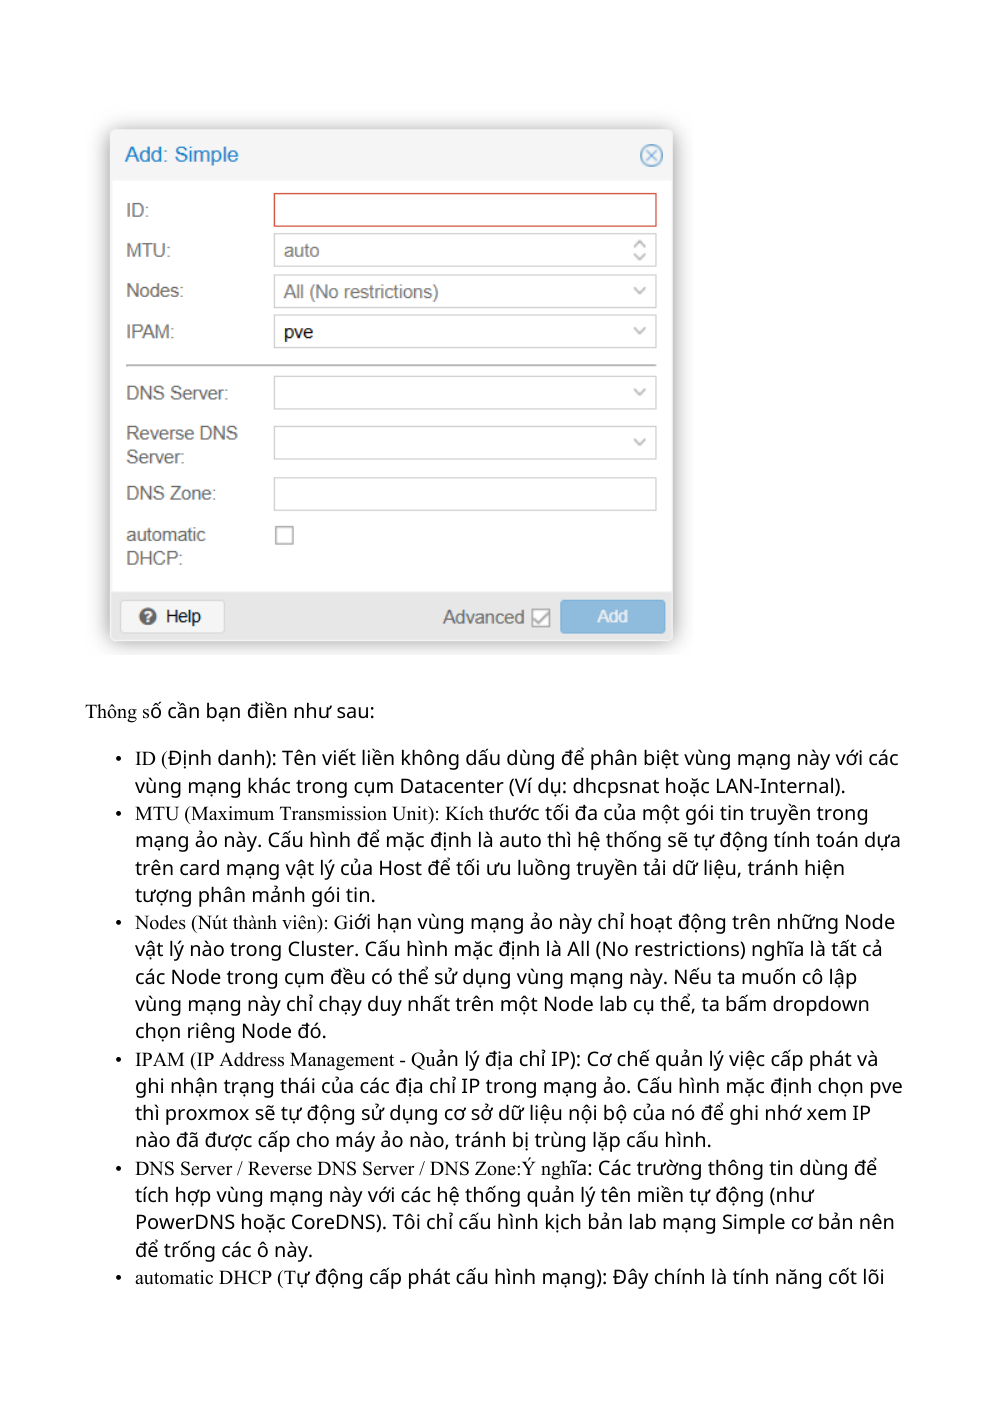 Add: Simple
ID:
MTU: auto
Nodes: All (No restrictions)
IPAM: pve
DNS Server:
Reverse DNS
Server:
DNS Zone:
automatic
DHCP:
Help Advanced Add
Thông số cần bạn điền như sau:
• ID (Định danh): Tên viết liền không dấu dùng để phân biệt vùng mạng này với các
vùng mạng khác trong cụm Datacenter (Ví dụ: dhcpsnat hoặc LAN-Internal).
• MTU (Maximum Transmission Unit): Kích thước tối đa của một gói tin truyền trong
mạng ảo này. Cấu hình để mặc định là auto thì hệ thống sẽ tự động tính toán dựa
trên card mạng vật lý của Host để tối ưu luồng truyền tải dữ liệu, tránh hiện
tượng phân mảnh gói tin.
• Nodes (Nút thành viên): Giới hạn vùng mạng ảo này chỉ hoạt động trên những Node
vật lý nào trong Cluster. Cấu hình mặc định là All (No restrictions) nghĩa là tất cả
các Node trong cụm đều có thể sử dụng vùng mạng này. Nếu ta muốn cô lập
vùng mạng này chỉ chạy duy nhất trên một Node lab cụ thể, ta bấm dropdown
chọn riêng Node đó.
• IPAM (IP Address Management - Quản lý địa chỉ IP): Cơ chế quản lý việc cấp phát và
ghi nhận trạng thái của các địa chỉ IP trong mạng ảo. Cấu hình mặc định chọn pve
thì proxmox sẽ tự động sử dụng cơ sở dữ liệu nội bộ của nó để ghi nhớ xem IP
nào đã được cấp cho máy ảo nào, tránh bị trùng lặp cấu hình.
• DNS Server / Reverse DNS Server / DNS Zone:Ý nghĩa: Các trường thông tin dùng để
tích hợp vùng mạng này với các hệ thống quản lý tên miền tự động (như
PowerDNS hoặc CoreDNS). Tôi chỉ cấu hình kịch bản lab mạng Simple cơ bản nên
để trống các ô này.
• automatic DHCP (Tự động cấp phát cấu hình mạng): Đây chính là tính năng cốt lõi